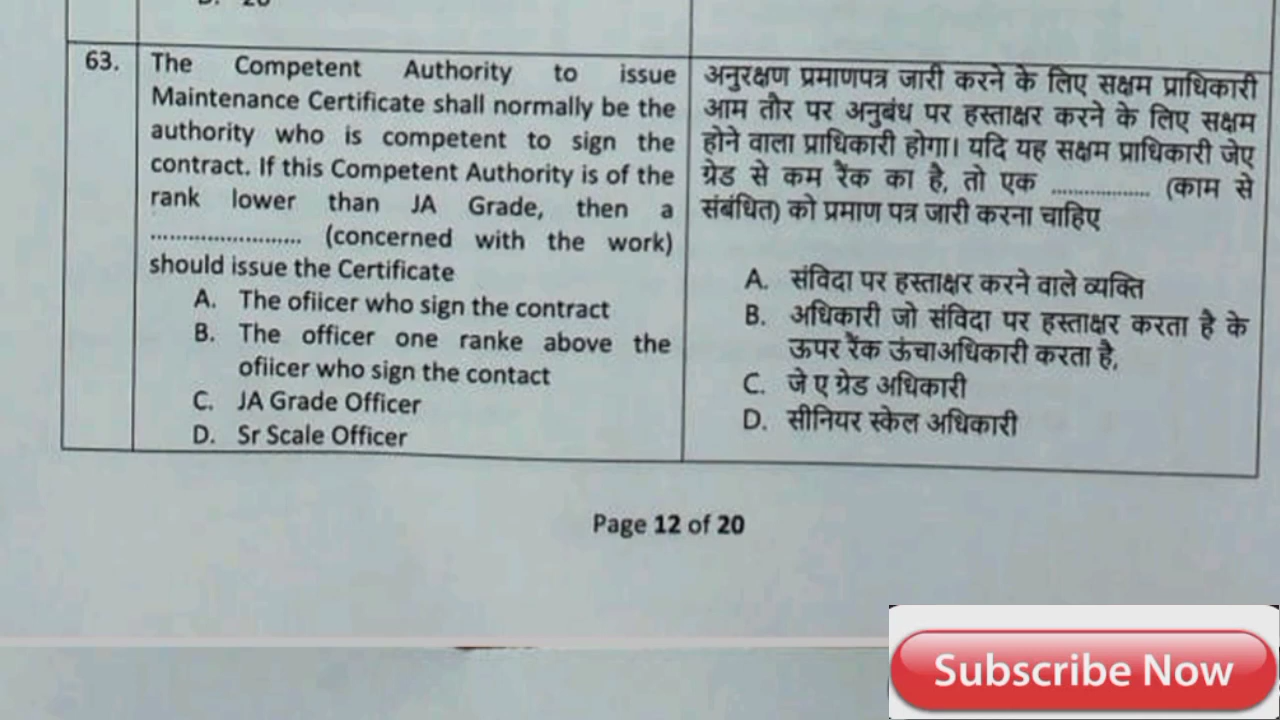 D. 20
63.
The Competent Authority to issue
Maintenance Certificate shall normally be the
authority who is competent to sign the
contract. If this Competent Authority is of the
rank lower than JA Grade, then a
........................ (concerned with the work)
should issue the Certificate
A. The ofiicer who sign the contract
B. The officer one ranke above the
ofiicer who sign the contact
C. JA Grade Officer
D. Sr Scale Officer
अनुरक्षण प्रमाणपत्र जारी करने के लिए सक्षम प्राधिकारी
आम तौर पर अनुबंध पर हस्ताक्षर करने के लिए सक्षम
होने वाला प्राधिकारी होगा। यदि यह सक्षम प्राधिकारी जेए
ग्रेड से कम रैंक का है, तो एक .................. (काम से
संबंधित) को प्रमाण पत्र जारी करना चाहिए
A. संविदा पर हस्ताक्षर करने वाले व्यक्ति
B. अधिकारी जो संविदा पर हस्ताक्षर करता है के
ऊपर रैंक ऊंचाअधिकारी करता है,
C. जे ए ग्रेड अधिकारी
D. सीनियर स्केल अधिकारी
Page 12 of 20
Subscribe Now